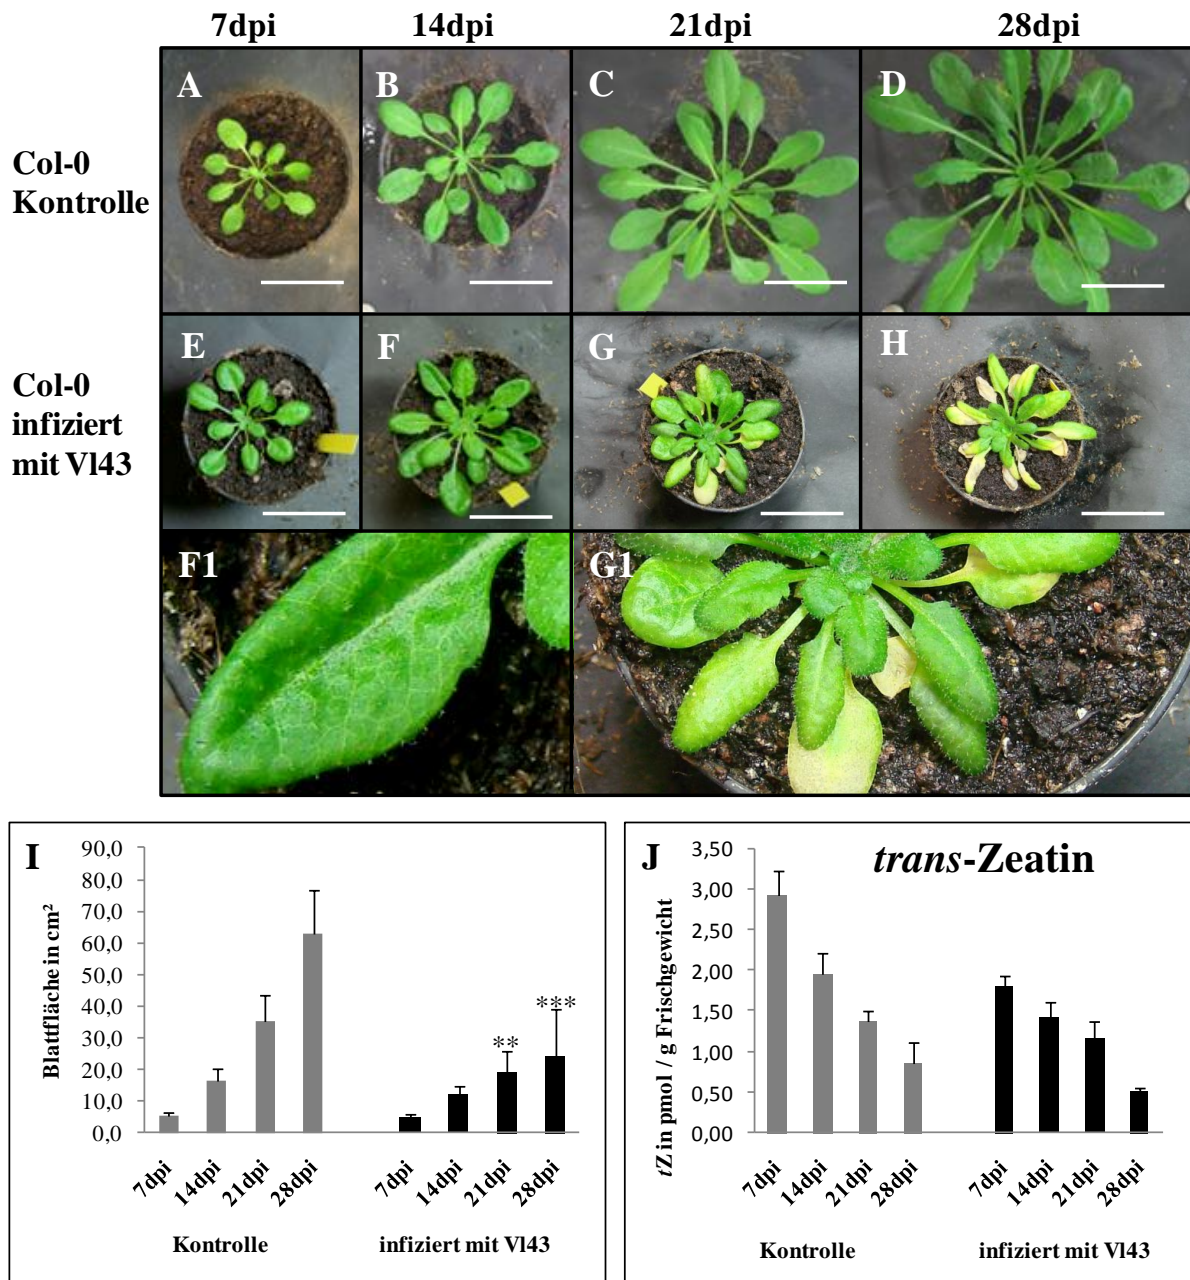 7dpi 14dpi 21dpi 28dpi
A B C D
Col-0
Kontrolle
E F G H
Col-0
infiziert
mit Vl43
F1 G1
I
Blattfläche in cm²
90,0
80,0
70,0
60,0
50,0
40,0
30,0
20,0
10,0
0,0
** ***
7dpi 14dpi 21dpi 28dpi 7dpi 14dpi 21dpi 28dpi
Kontrolle infiziert mit Vl43
J trans-Zeatin
tZ in pmol / g Frischgewicht
3,50
3,00
2,50
2,00
1,50
1,00
0,50
0,00
7dpi 14dpi 21dpi 28dpi 7dpi 14dpi 21dpi 28dpi
Kontrolle infiziert mit Vl43